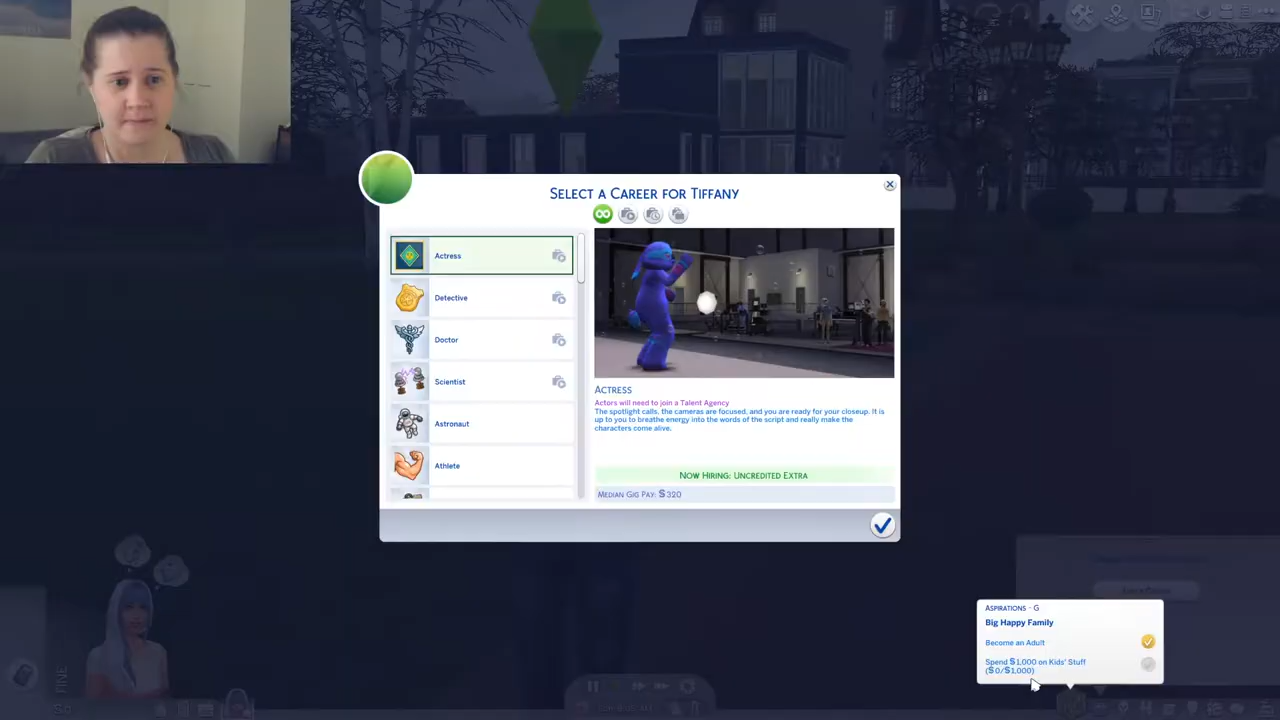 SELECT A CAREER FOR TIFFANY
Actress
Detective
Doctor
Scientist
Astronaut
Athlete
ACTRESS
Actors will need to join a Talent Agency
The spotlight calls, the cameras are focused, and you are ready for your closeup. It is
up to you to breathe energy into the words of the script and really make the
characters come alive.
NOW HIRING: UNCREDITED EXTRA
MEDIAN GIG PAY: §320
ASPIRATIONS - G
Big Happy Family
Become an Adult
Spend §1,000 on Kids' Stuff
(§0/§1,000)
FINE